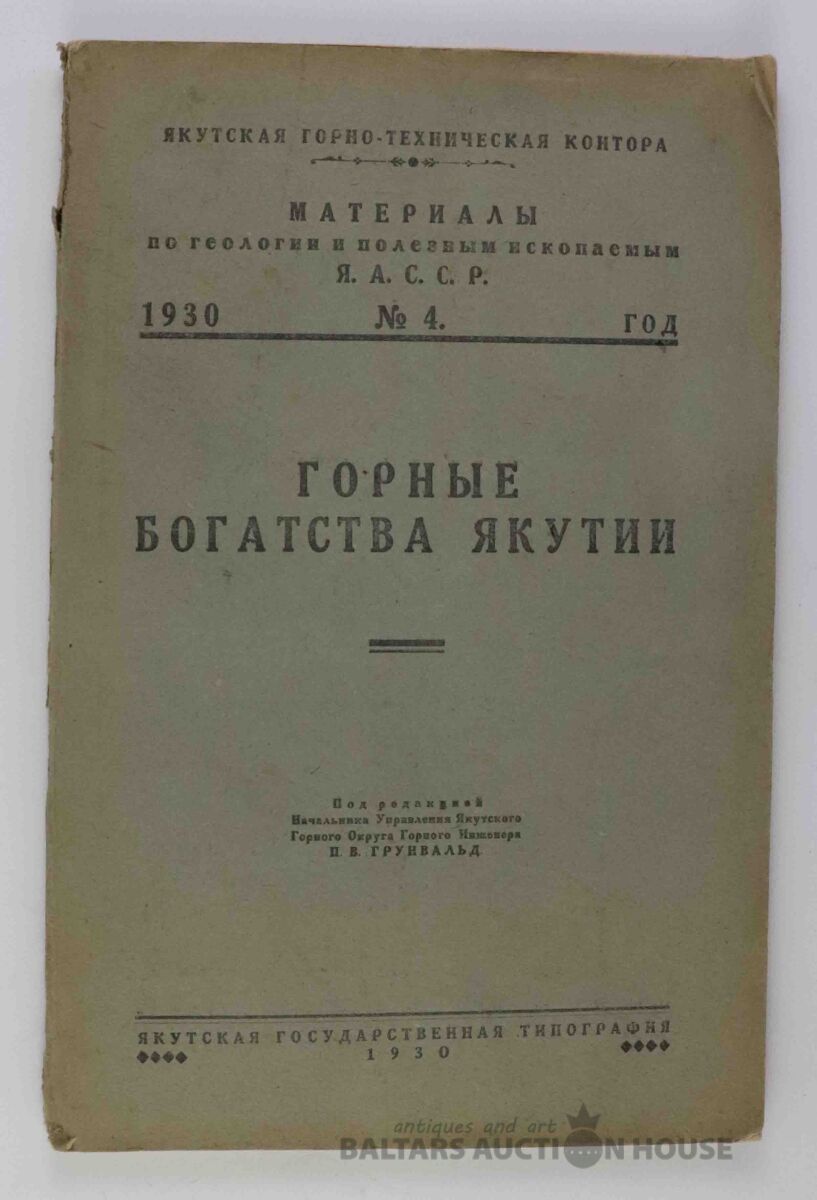 ЯКУТСКАЯ ГОРНО-ТЕХНИЧЕСКАЯ КОНТОРА
МАТЕРИАЛЫ
ПО ГЕОЛОГИИ И ПОЛЕЗНЫМ ИСКОПАЕМЫМ
Я. А. С. С. Р.
1930 № 4. ГОД
ГОРНЫЕ
БОГАТСТВА ЯКУТИИ
Под редакцией
Начальника Управления Якутского
Горного Округа Горного Инженера
П. В. ГРУНВАЛЬД.
ЯКУТСКАЯ ГОСУДАРСТВЕННАЯ ТИПОГРАФИЯ
1930
antiques and art
BALTARS AUCTION HOUSE